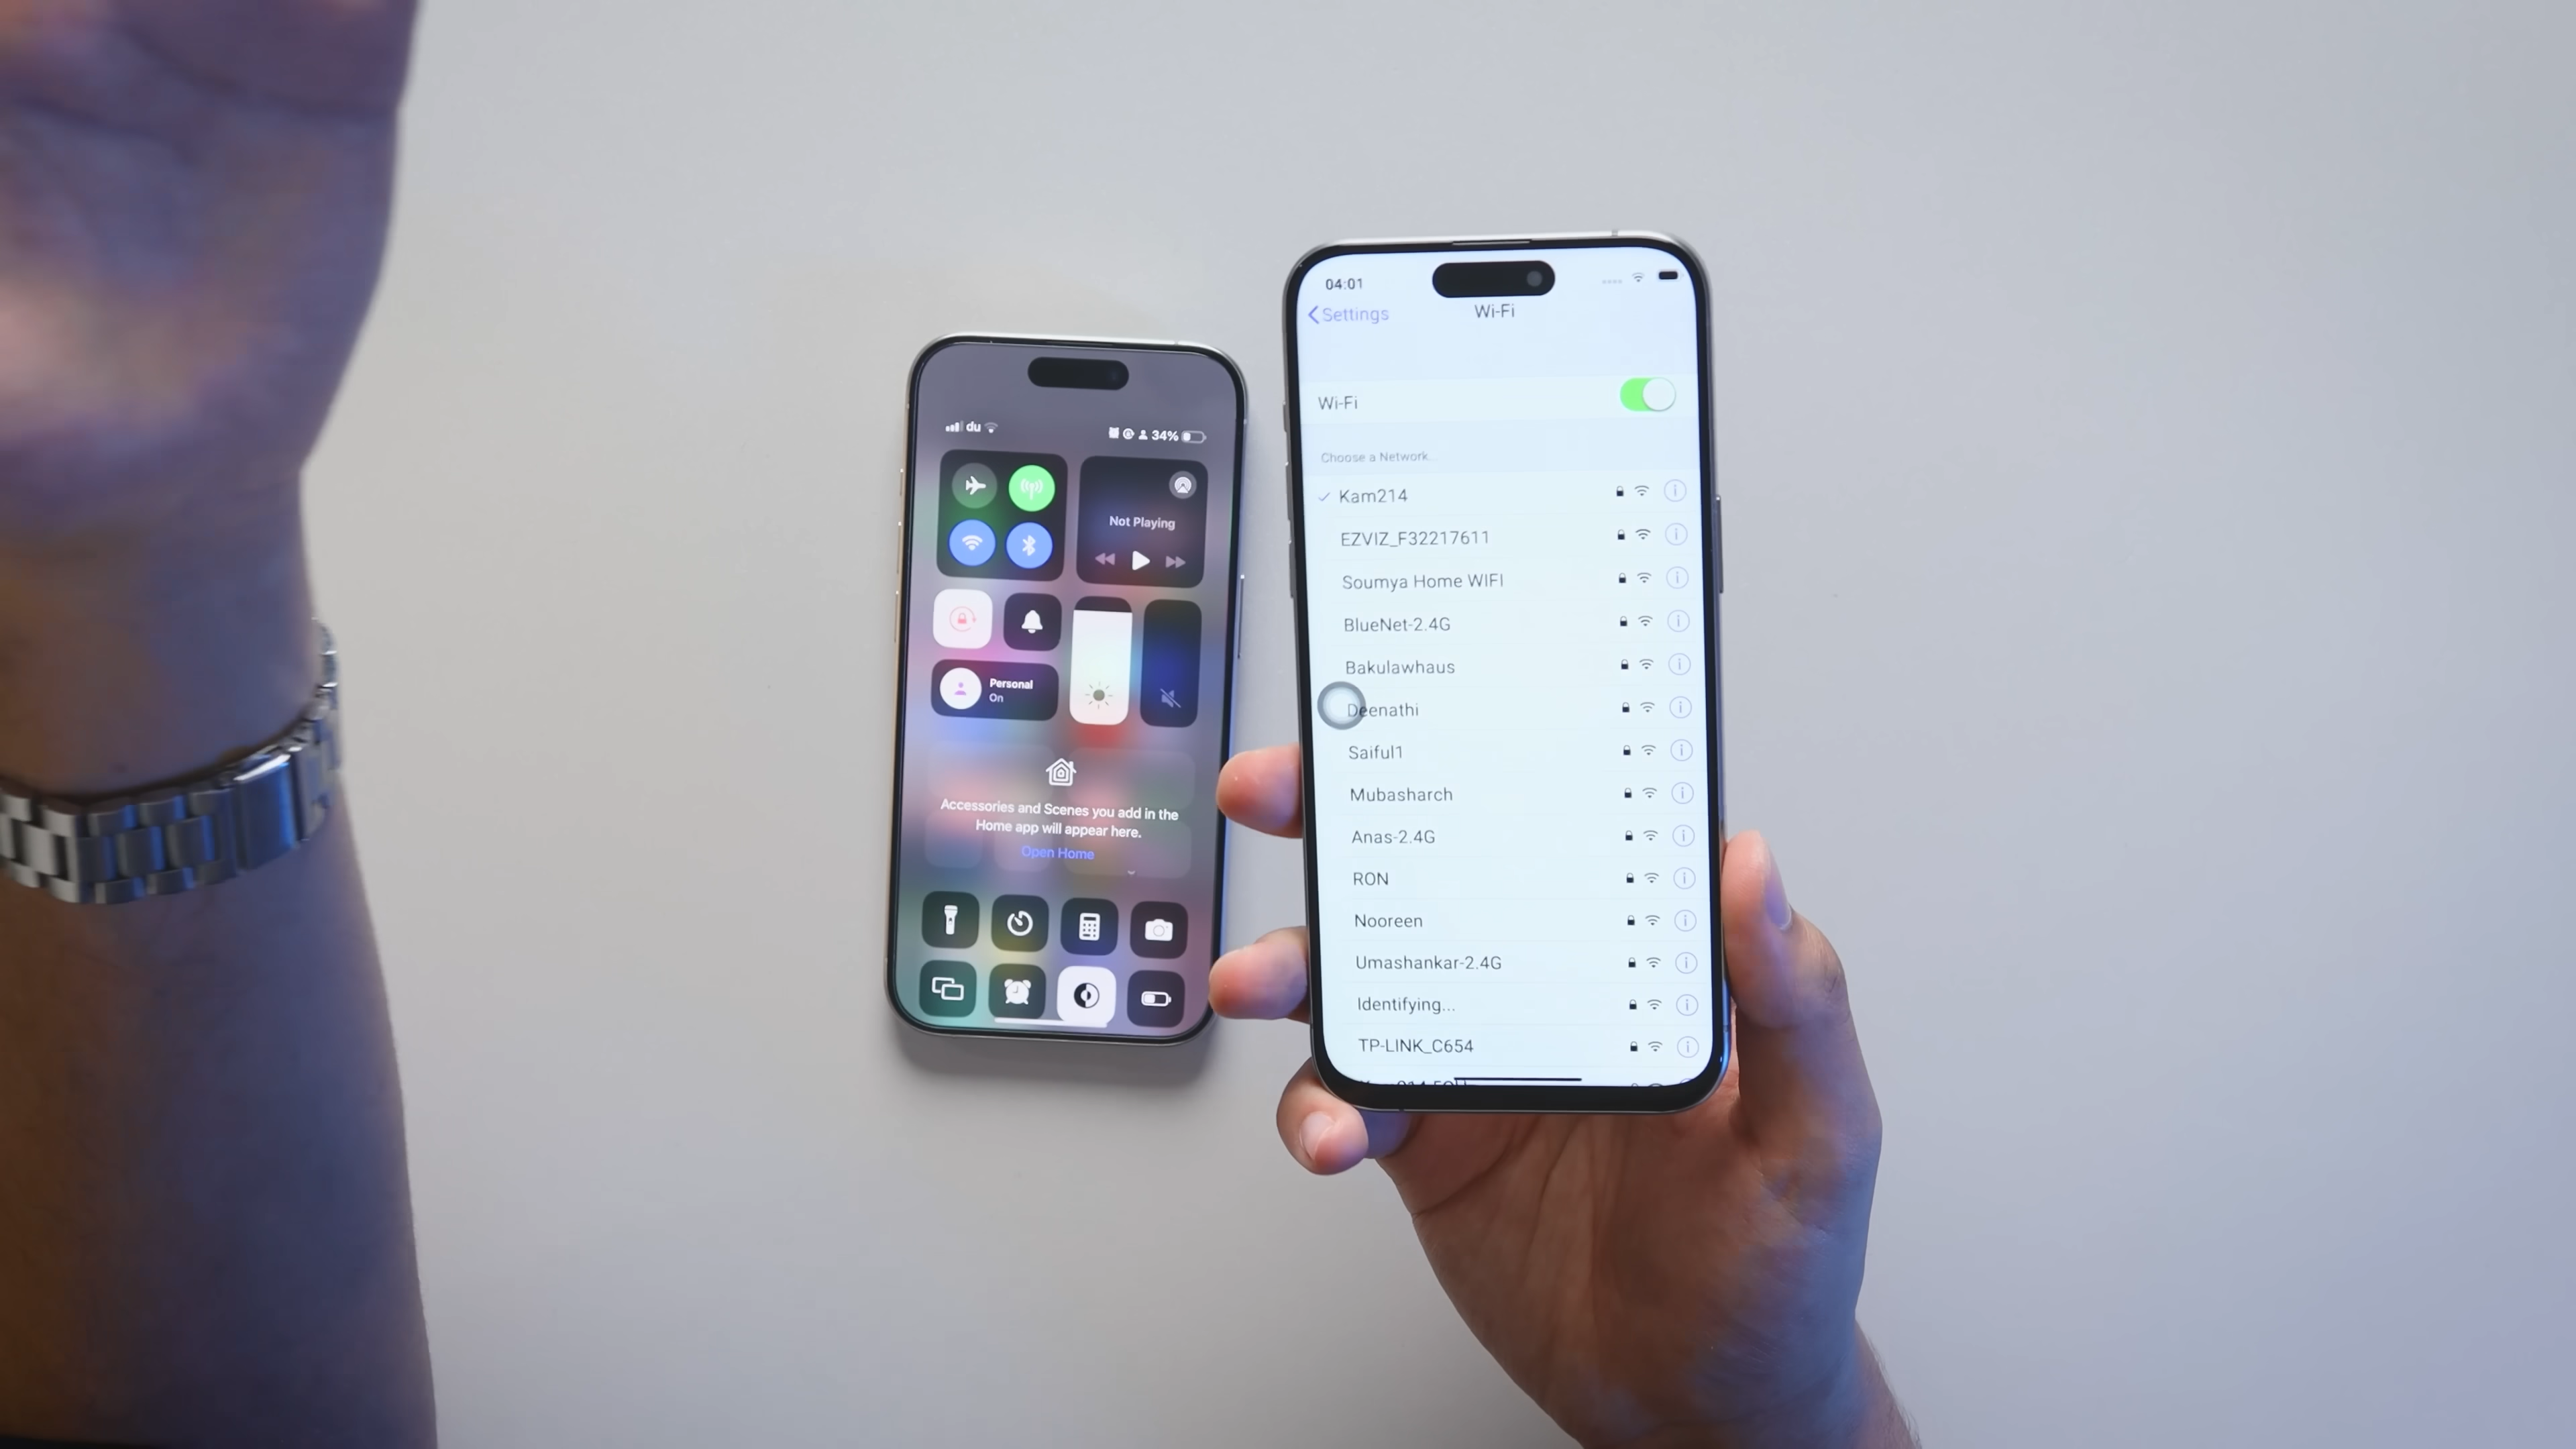 du
34%
Not Playing
Personal
On
Accessories and Scenes you add in the
Home app will appear here.
Open Home
04:01
Settings
Wi-Fi
Wi-Fi
Choose a Network...
Kam214
EZVIZ_F32217611
Soumya Home WIFI
BlueNet-2.4G
Bakulawhaus
Deenathi
Saiful1
Mubasharch
Anas-2.4G
RON
Nooreen
Umashankar-2.4G
Identifying...
TP-LINK_C654